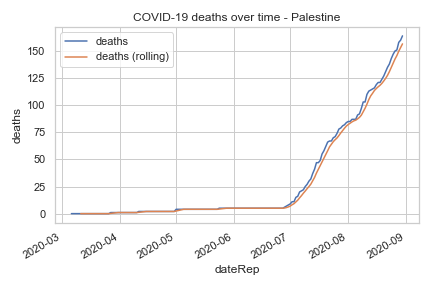 COVID-19 deaths over time - Palestine
deaths
deaths (rolling)
150
125
100
75
50
25
0
deaths
2020-03
2020-04
2020-05
2020-06
2020-07
2020-08
2020-09
dateRep